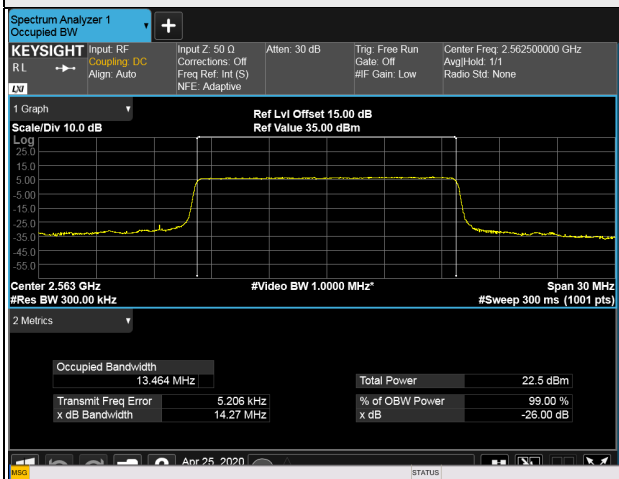 Spectrum Analyzer 1
Occupied BW
KEYSIGHT Input: RF Input Z: 50 Ω Atten: 30 dB Trig: Free Run Center Freq: 2.562500000 GHz
RL Coupling: DC Corrections: Off Gate: Off Avg|Hold: 1/1
Align: Auto Freq Ref: Int (S) #IF Gain: Low Radio Std: None
LXI NFE: Adaptive
1 Graph Ref Lvl Offset 15.00 dB
Scale/Div 10.0 dB Ref Value 35.00 dBm
Log
25.0
15.0
5.00
-5.00
-15.0
-25.0
-35.0
-45.0
-55.0
Center 2.563 GHz #Video BW 1.0000 MHz* Span 30 MHz
#Res BW 300.00 kHz #Sweep 300 ms (1001 pts)
2 Metrics
Occupied Bandwidth
13.464 MHz Total Power 22.5 dBm
Transmit Freq Error 5.206 kHz % of OBW Power 99.00 %
x dB Bandwidth 14.27 MHz x dB -26.00 dB
Apr 25, 2020
MSG STATUS